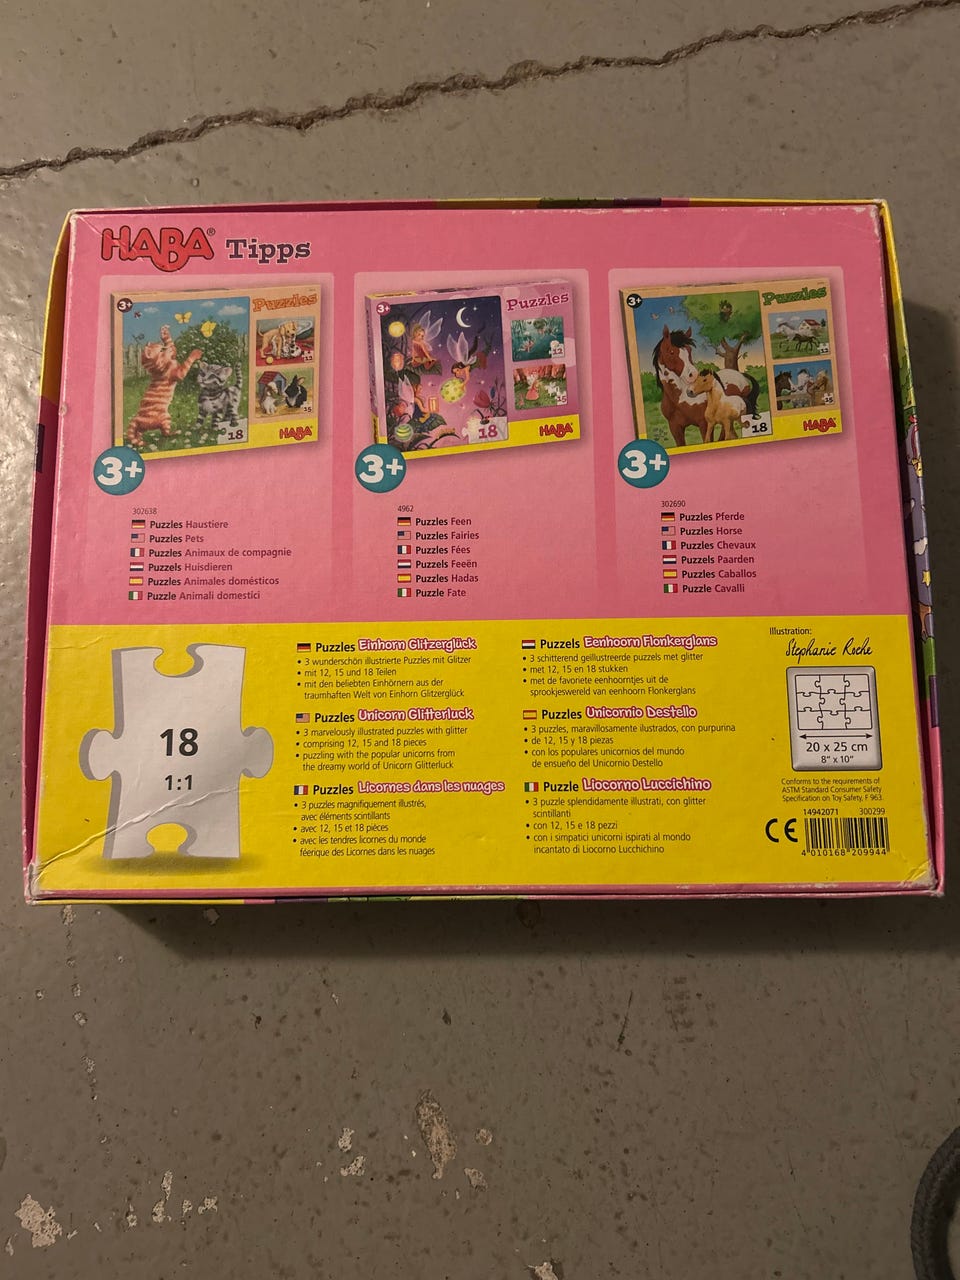 HABA® Tipps
3+
Puzzles
12
15
18
HABA
3+
302638
Puzzles Haustiere
Puzzles Pets
Puzzles Animaux de compagnie
Puzzels Huisdieren
Puzzles Animales domésticos
Puzzle Animali domestici
3+
Puzzles
12
15
18
HABA
3+
4962
Puzzles Feen
Puzzles Fairies
Puzzles Fées
Puzzels Feeën
Puzzles Hadas
Puzzle Fate
3+
Puzzles
12
15
18
HABA
3+
302690
Puzzles Pferde
Puzzles Horse
Puzzles Chevaux
Puzzels Paarden
Puzzles Caballos
Puzzle Cavalli
18
1:1
Puzzles Einhorn Glitzerglück
• 3 wunderschön illustrierte Puzzles mit Glitzer
• mit 12, 15 und 18 Teilen
• mit den beliebten Einhörnern aus der
traumhaften Welt von Einhorn Glitzerglück
Puzzles Unicorn Glitterluck
• 3 marvelously illustrated puzzles with glitter
• comprising 12, 15 and 18 pieces
• puzzling with the popular unicorns from
the dreamy world of Unicorn Glitterluck
Puzzles Licornes dans les nuages
• 3 puzzles magnifiquement illustrés,
avec éléments scintillants
• avec 12, 15 et 18 pièces
• avec les tendres licornes du monde
féerique des Licornes dans les nuages
Puzzels Eenhoorn Flonkerglans
• 3 schitterend geïllustreerde puzzels met glitter
• met 12, 15 en 18 stukken
• met de favoriete eenhoorntjes uit de
sprookjeswereld van eenhoorn Flonkerglans
Puzzles Unicornio Destello
• 3 puzzles, maravillosamente ilustrados, con purpurina
• de 12, 15 y 18 piezas
• con los populares unicornios del mundo
de ensueño del Unicornio Destello
Puzzle Liocorno Luccichino
• 3 puzzle splendidamente illustrati, con glitter
scintillanti
• con 12, 15 e 18 pezzi
• con i simpatici unicorni ispirati al mondo
incantato di Liocorno Lucchichino
Illustration:
Stephanie Roehe
20 x 25 cm
8" x 10"
Conforms to the requirements of
ASTM Standard Consumer Safety
Specification on Toy Safety, F 963.
14942071 300299
CE
4 010168 209944